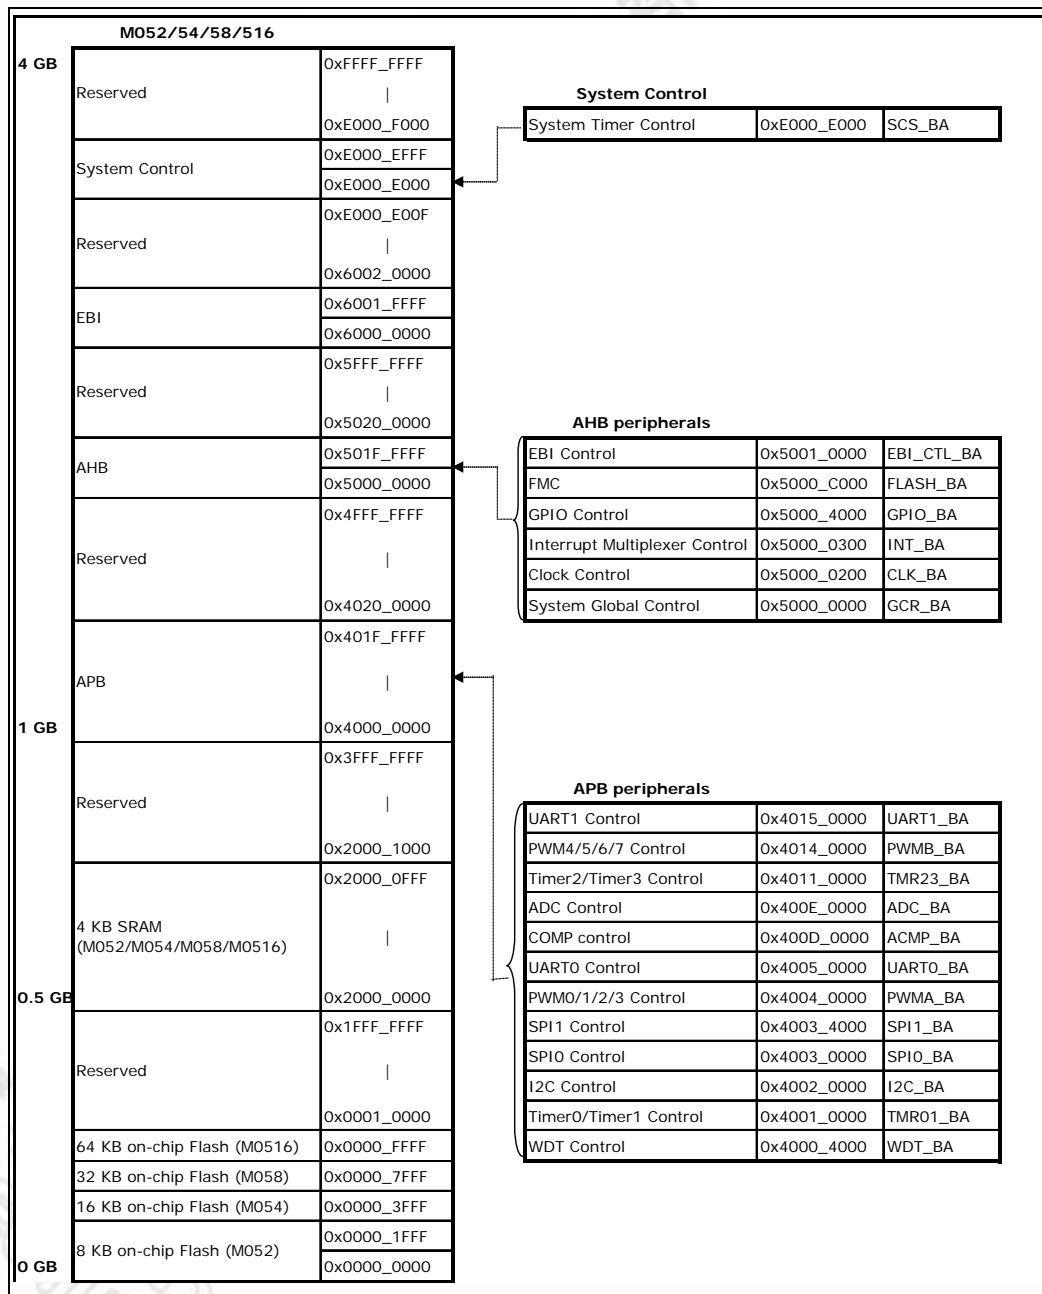 M052/54/58/516
4 GB
Reserved
0xFFFF_FFFF
|
0xE000_F000
System Control
0xE000_EFFF
0xE000_E000
Reserved
0xE000_E00F
|
0x6002_0000
EBI
0x6001_FFFF
0x6000_0000
Reserved
0x5FFF_FFFF
|
0x5020_0000
AHB
0x501F_FFFF
0x5000_0000
Reserved
0x4FFF_FFFF
|
0x4020_0000
APB
0x401F_FFFF
|
1 GB
0x4000_0000
Reserved
0x3FFF_FFFF
|
0x2000_1000
4 KB SRAM
(M052/M054/M058/M0516)
0x2000_0FFF
|
0.5 GB
0x2000_0000
Reserved
0x1FFF_FFFF
|
0x0001_0000
64 KB on-chip Flash (M0516) 0x0000_FFFF
32 KB on-chip Flash (M058) 0x0000_7FFF
16 KB on-chip Flash (M054) 0x0000_3FFF
8 KB on-chip Flash (M052)
0x0000_1FFF
0 GB
0x0000_0000
System Control
System Timer Control 0xE000_E000 SCS_BA
AHB peripherals
EBI Control 0x5001_0000 EBI_CTL_BA
FMC 0x5000_C000 FLASH_BA
GPIO Control 0x5000_4000 GPIO_BA
Interrupt Multiplexer Control 0x5000_0300 INT_BA
Clock Control 0x5000_0200 CLK_BA
System Global Control 0x5000_0000 GCR_BA
APB peripherals
UART1 Control 0x4015_0000 UART1_BA
PWM4/5/6/7 Control 0x4014_0000 PWMB_BA
Timer2/Timer3 Control 0x4011_0000 TMR23_BA
ADC Control 0x400E_0000 ADC_BA
COMP control 0x400D_0000 ACMP_BA
UART0 Control 0x4005_0000 UART0_BA
PWM0/1/2/3 Control 0x4004_0000 PWMA_BA
SPI1 Control 0x4003_4000 SPI1_BA
SPI0 Control 0x4003_0000 SPI0_BA
I2C Control 0x4002_0000 I2C_BA
Timer0/Timer1 Control 0x4001_0000 TMR01_BA
WDT Control 0x4000_4000 WDT_BA